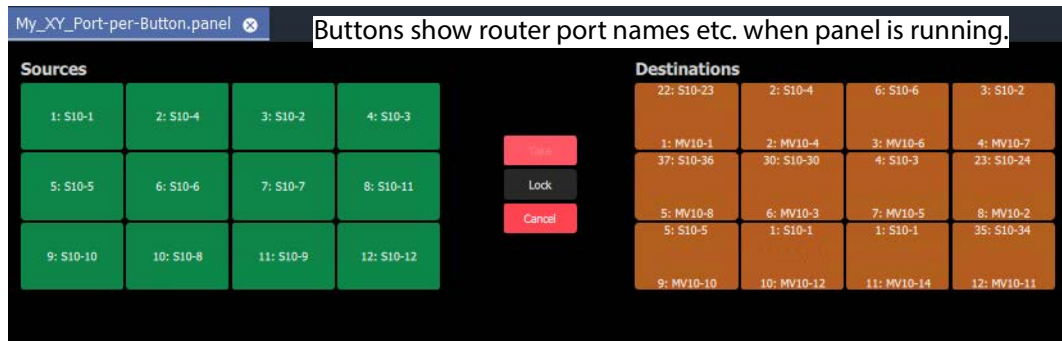 My_XY_Port-per-Button.panel
Buttons show router port names etc. when panel is running.
Sources
Destinations
1: S10-1 2: S10-4 3: S10-2 4: S10-3
5: S10-5 6: S10-6 7: S10-7 8: S10-11
9: S10-10 10: S10-8 11: S10-9 12: S10-12
Take
Lock
Cancel
22: S10-23 2: S10-4 6: S10-6 3: S10-2
1: MV10-1 2: MV10-4 3: MV10-6 4: MV10-7
37: S10-36 30: S10-30 4: S10-3 23: S10-24
5: MV10-8 6: MV10-3 7: MV10-5 8: MV10-2
5: S10-5 1: S10-1 1: S10-1 35: S10-34
9: MV10-10 10: MV10-12 11: MV10-14 12: MV10-11